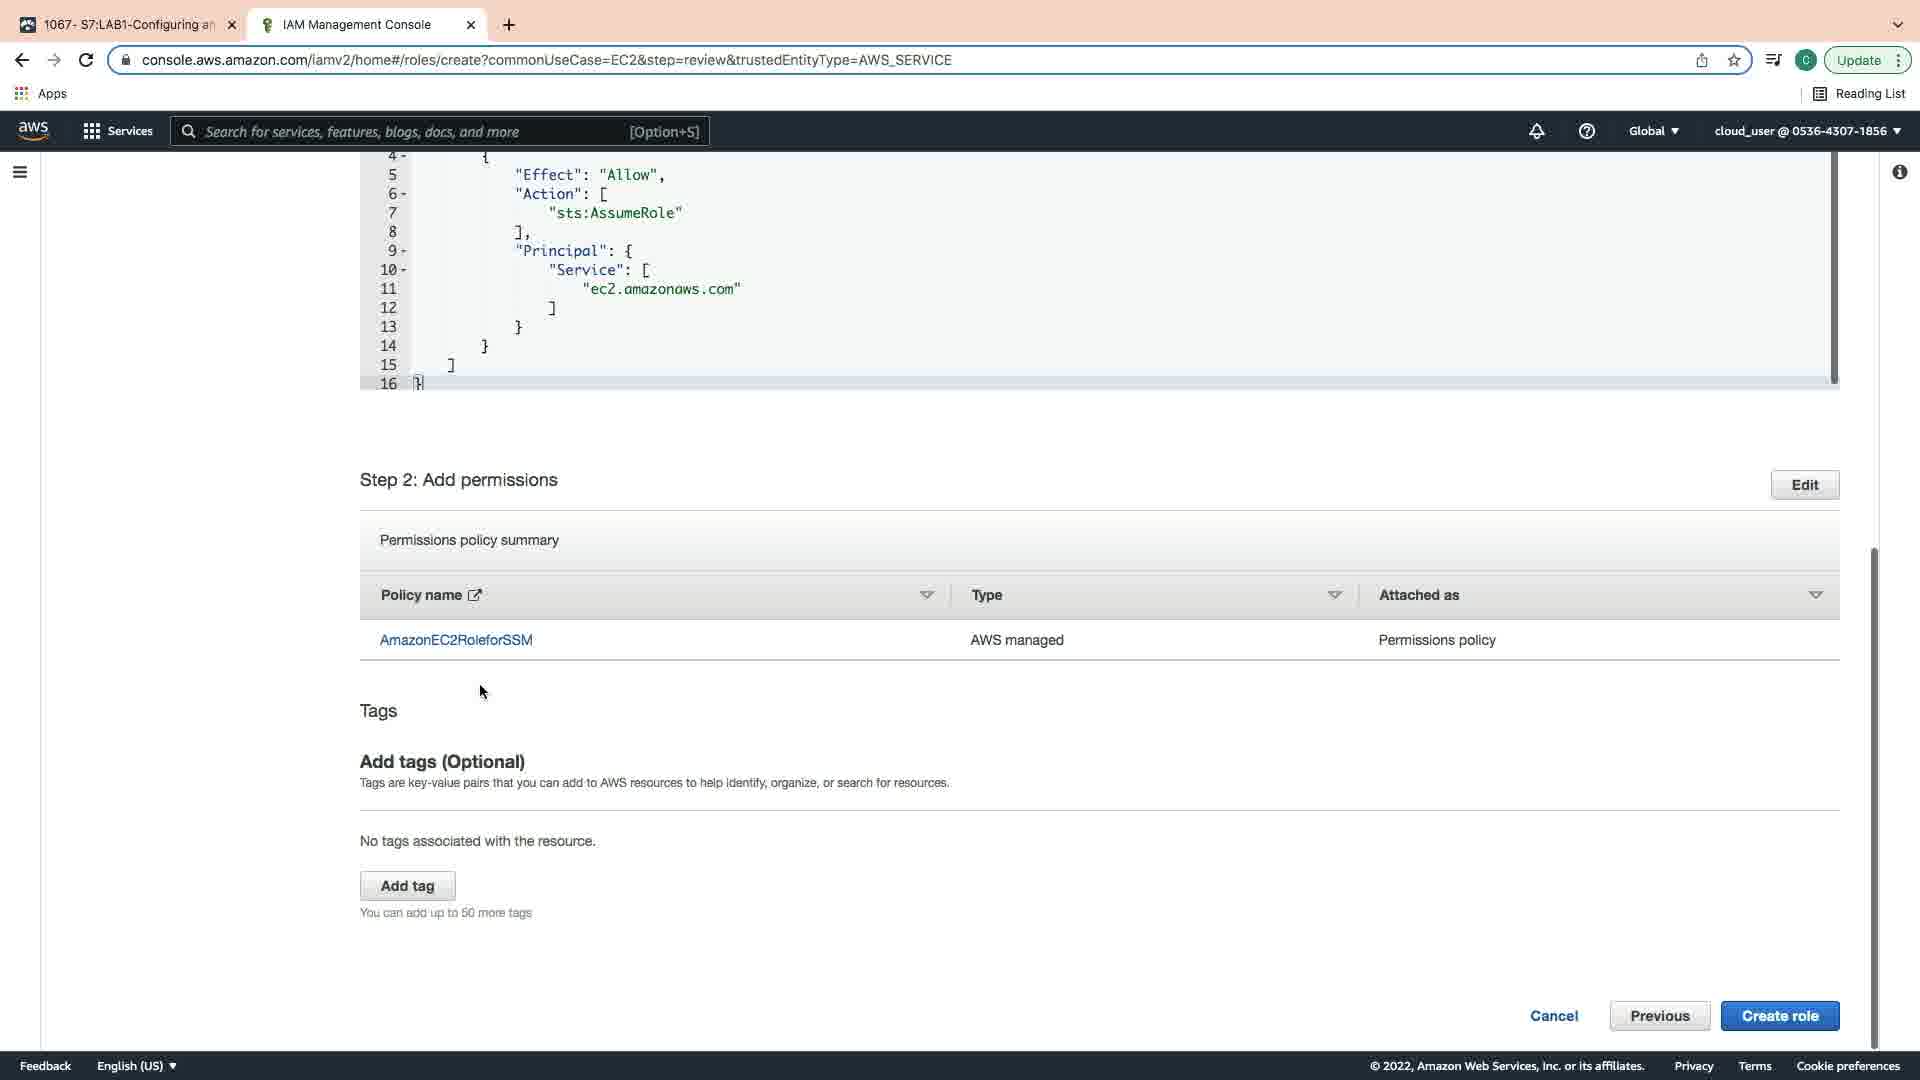 1067- S7:LAB1-Configuring an
IAM Management Console
console.aws.amazon.com/iamv2/home#/roles/create?commonUseCase=EC2&step=review&trustedEntityType=AWS_SERVICE
C
Update
Apps
Reading List
aws
Services
Search for services, features, blogs, docs, and more
[Option+S]
Global
cloud_user @ 0536-4307-1856
4 {
5 "Effect": "Allow",
6 "Action": [
7 "sts:AssumeRole"
8 ],
9 "Principal": {
10 "Service": [
11 "ec2.amazonaws.com"
12 ]
13 }
14 }
15 ]
16 }
Step 2: Add permissions
Edit
Permissions policy summary
Policy name
Type
Attached as
AmazonEC2RoleforSSM
AWS managed
Permissions policy
Tags
Add tags (Optional)
Tags are key-value pairs that you can add to AWS resources to help identify, organize, or search for resources.
No tags associated with the resource.
Add tag
You can add up to 50 more tags
Cancel
Previous
Create role
Feedback
English (US)
© 2022, Amazon Web Services, Inc. or its affiliates.
Privacy
Terms
Cookie preferences